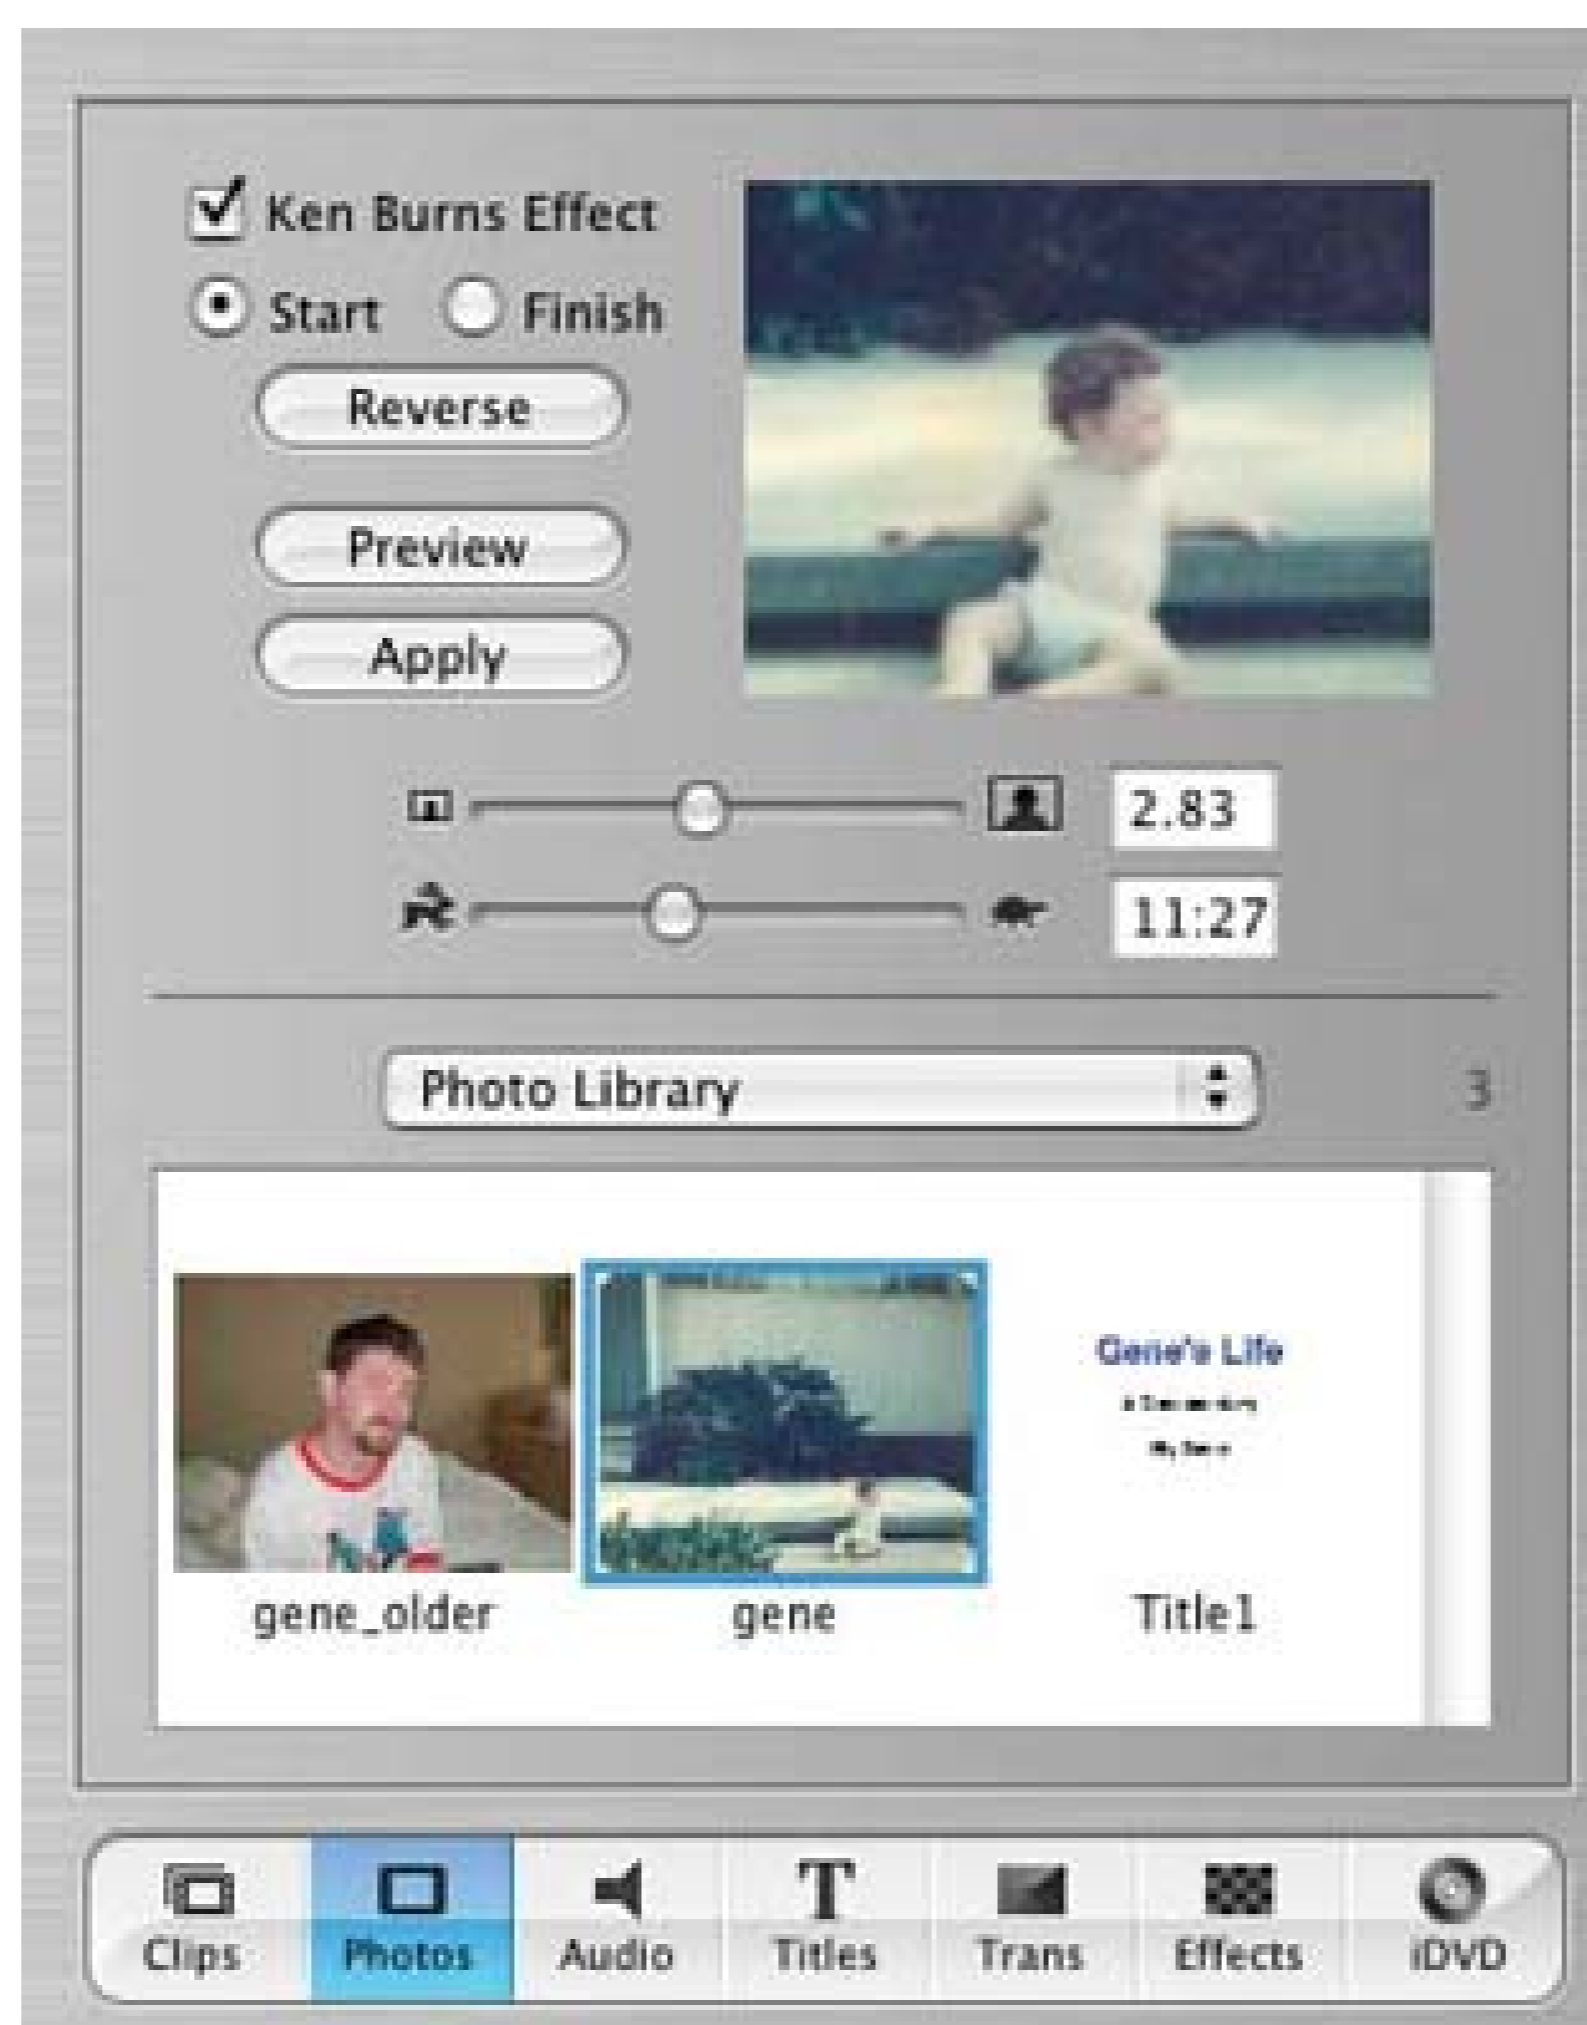 Ken Burns Effect
Start Finish
Reverse
Preview
Apply
2.83
11:27
Photo Library 3
Gene's Life
gene_older gene Title1
Clips Photos Audio Titles Trans Effects iDVD